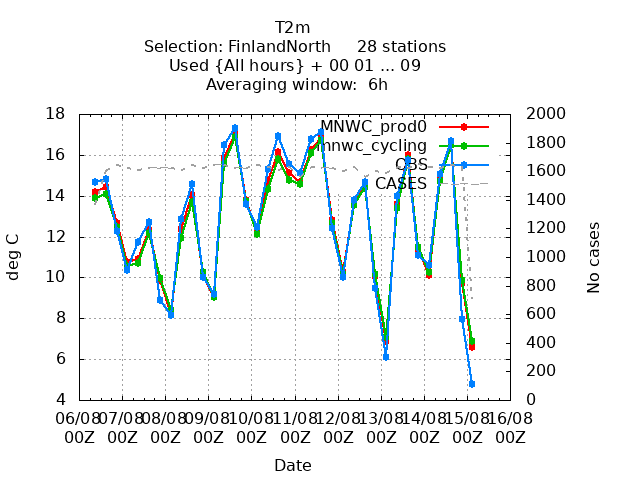 T2m
Selection: FinlandNorth 28 stations
Used {All hours} + 00 01 ... 09
Averaging window: 6h
18 2000
MNWC_prod0
1800
mnwc_cycling
16 1600
OBS
CASES
14 1400
1200
12 1000
deg C
No cases
10 800
8 600
400
6 200
4 0
06/08 07/08 08/08 09/08 10/08 11/08 12/08 13/08 14/08 15/08 16/08
00Z 00Z 00Z 00Z 00Z 00Z 00Z 00Z 00Z 00Z 00Z
Date